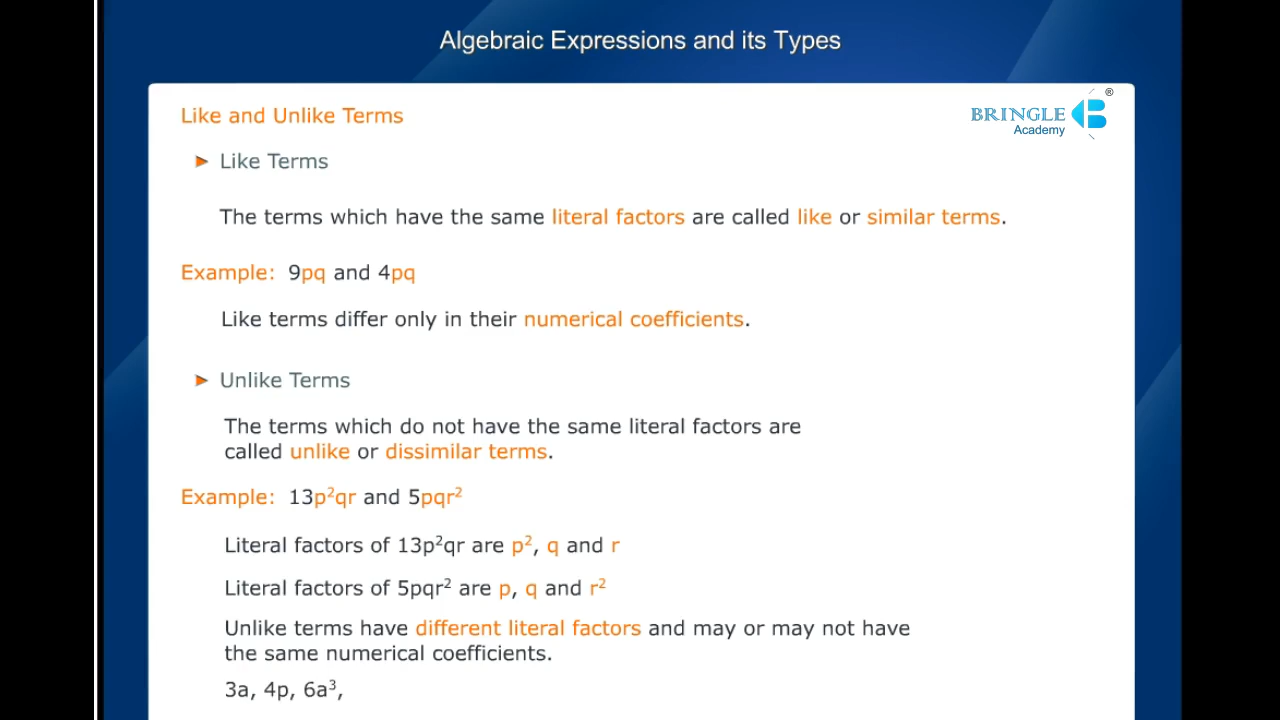 Algebraic Expressions and its Types
Like and Unlike Terms
BRINGLE
Academy
®
► Like Terms
The terms which have the same literal factors are called like or similar terms.
Example: 9pq and 4pq
Like terms differ only in their numerical coefficients.
► Unlike Terms
The terms which do not have the same literal factors are
called unlike or dissimilar terms.
Example: 13p²qr and 5pqr²
Literal factors of 13p²qr are p², q and r
Literal factors of 5pqr² are p, q and r²
Unlike terms have different literal factors and may or may not have
the same numerical coefficients.
3a, 4p, 6a³,